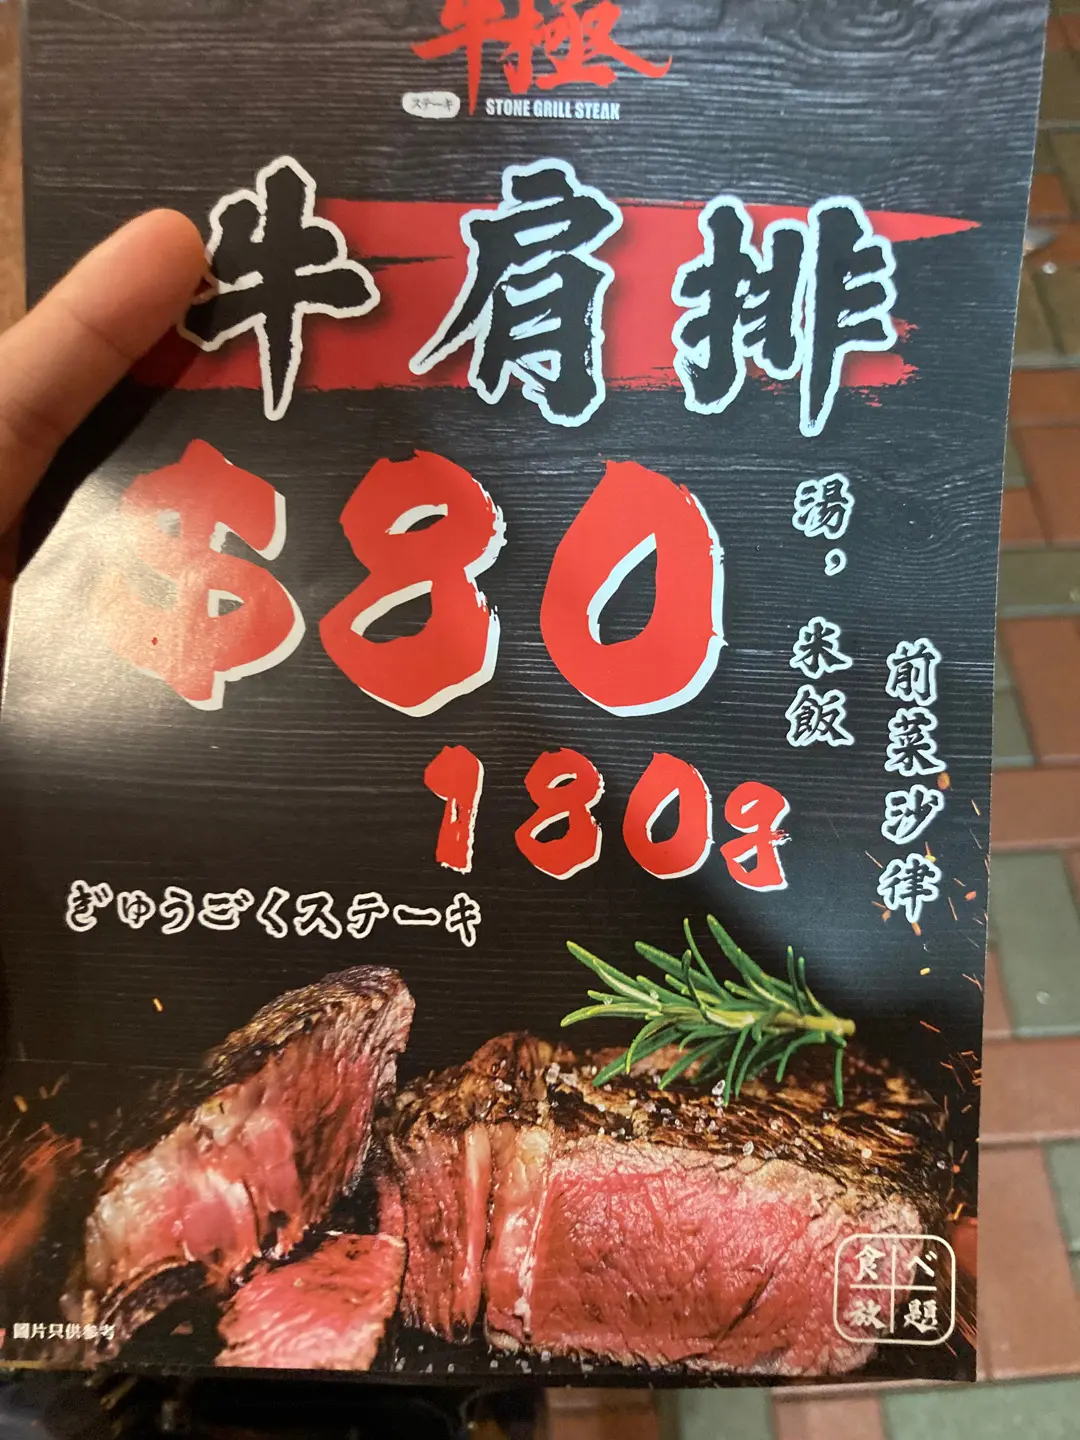 牛極
ステーキ
STONE GRILL STEAK
牛肩排
$80
180g
前菜沙律
湯，米飯
ぎゅうごくステーキ
食べ
放題
圖片只供參考